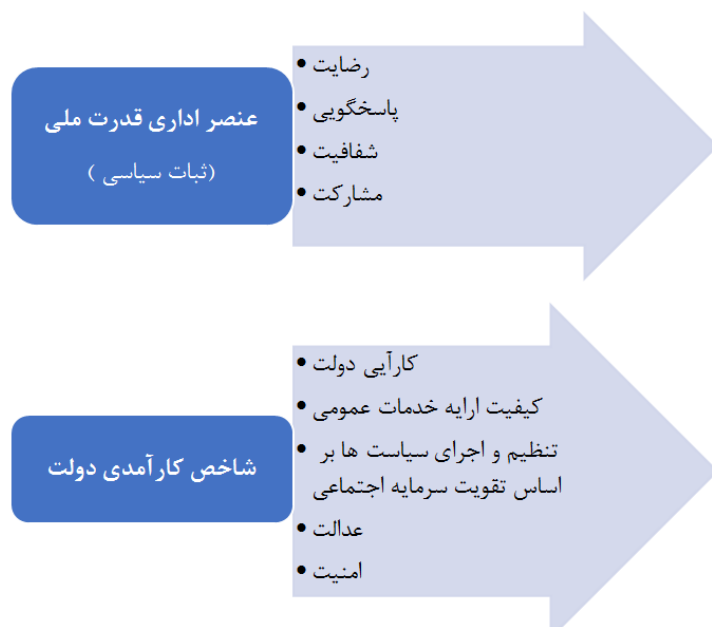 عنصر اداری قدرت ملی
(ثبات سیاسی )
• رضایت
• پاسخگویی
• شفافیت
• مشارکت
شاخص کارآمدی دولت
• کارآیی دولت
• کیفیت ارایه خدمات عمومی
• تنظیم و اجرای سیاست ها بر
اساس تقویت سرمایه اجتماعی
• عدالت
• امنیت